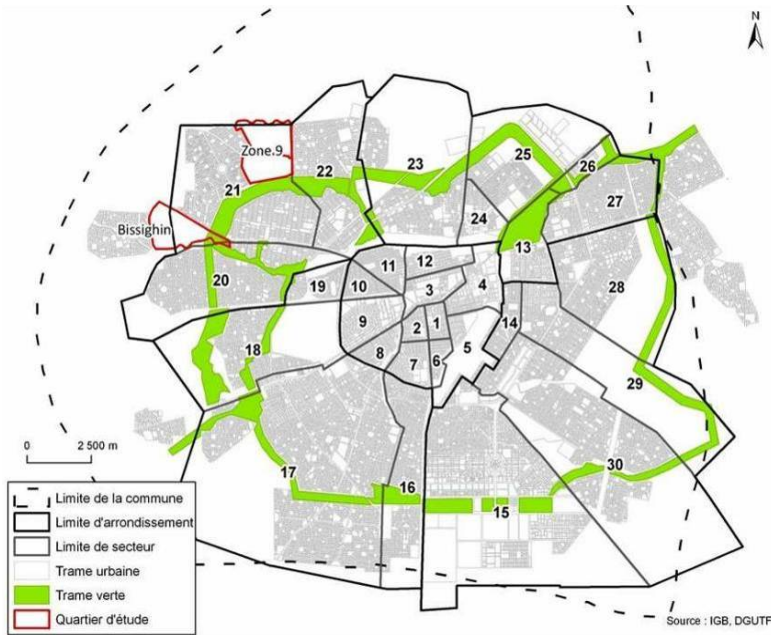 N
Zone.9
22
23
25
26
21
27
24
Bissighin
13
11
12
20
19
10
3
4
28
9
2
1
14
18
8
5
7
6
29
0
2 500 m
30
17
16
15
Limite de la commune
Limite d'arrondissement
Limite de secteur
Trame urbaine
Trame verte
Quartier d'étude
Source : IGB, DGUTF